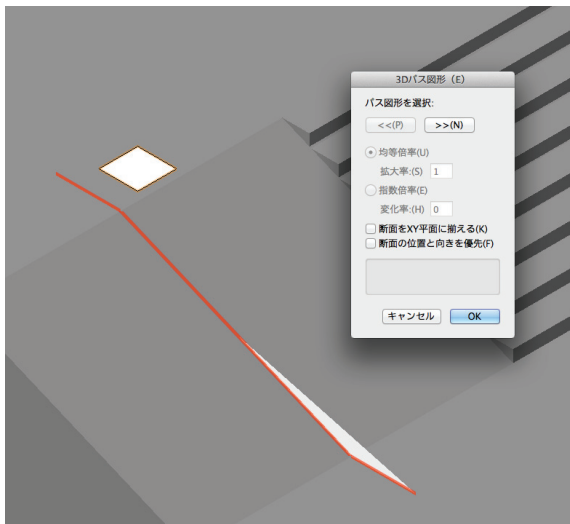 3Dパス図形（E）
パス図形を選択:
<<(P) >>(N)
均等倍率(U)
拡大率:(S) 1
指数倍率(E)
変化率:(H) 0
断面をXY平面に揃える(K)
断面の位置と向きを優先(F)
キャンセル OK